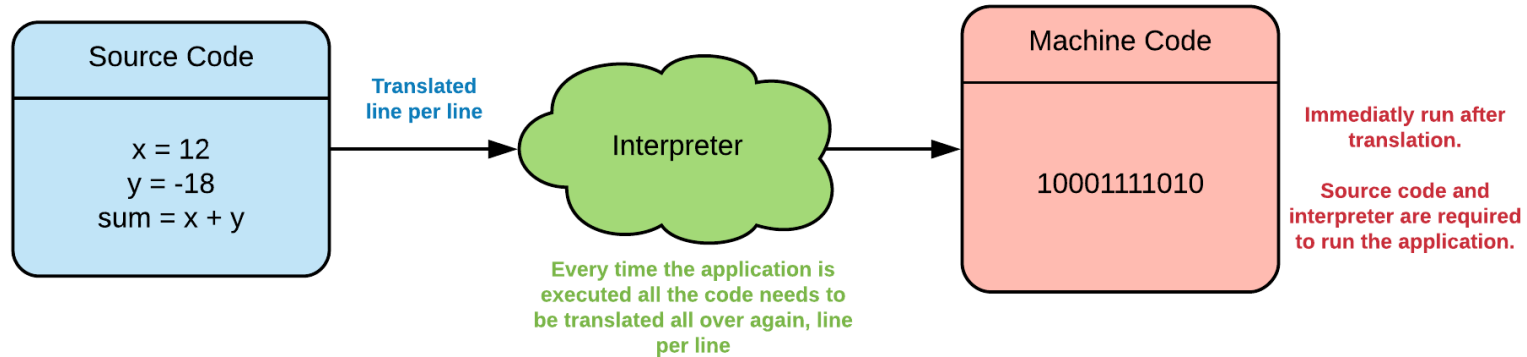 Source Code
x = 12
y = -18
sum = x + y
Translated
line per line
Interpreter
Every time the application is
executed all the code needs to
be translated all over again, line
per line
Machine Code
10001111010
Immediatly run after
translation.
Source code and
interpreter are required
to run the application.